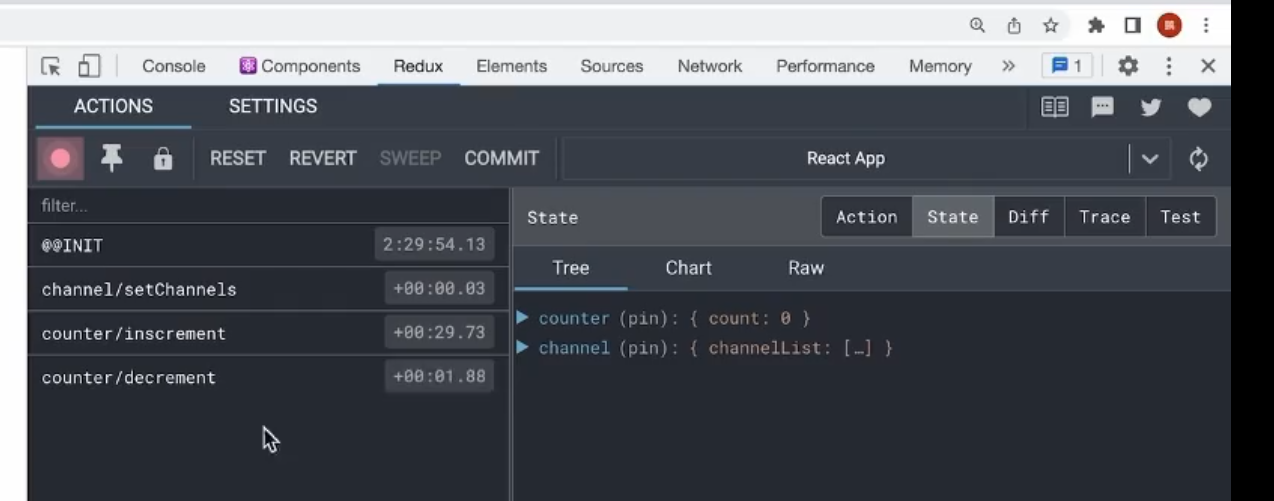 Console Components Redux Elements Sources Network Performance Memory » 1
ACTIONS SETTINGS
RESET REVERT SWEEP COMMIT React App
filter... State Action State Diff Trace Test
@@INIT 2:29:54.13 Tree Chart Raw
channel/setChannels +00:00.03
counter (pin): { count: 0 }
counter/inscrement +00:29.73
channel (pin): { channelList: […] }
counter/decrement +00:01.88